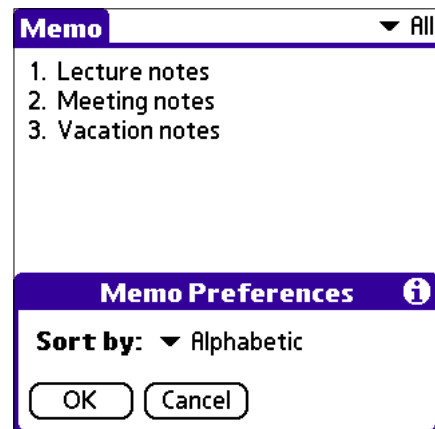 Memo All
1. Lecture notes
2. Meeting notes
3. Vacation notes
Memo Preferences i
Sort by: Alphabetic
OK Cancel